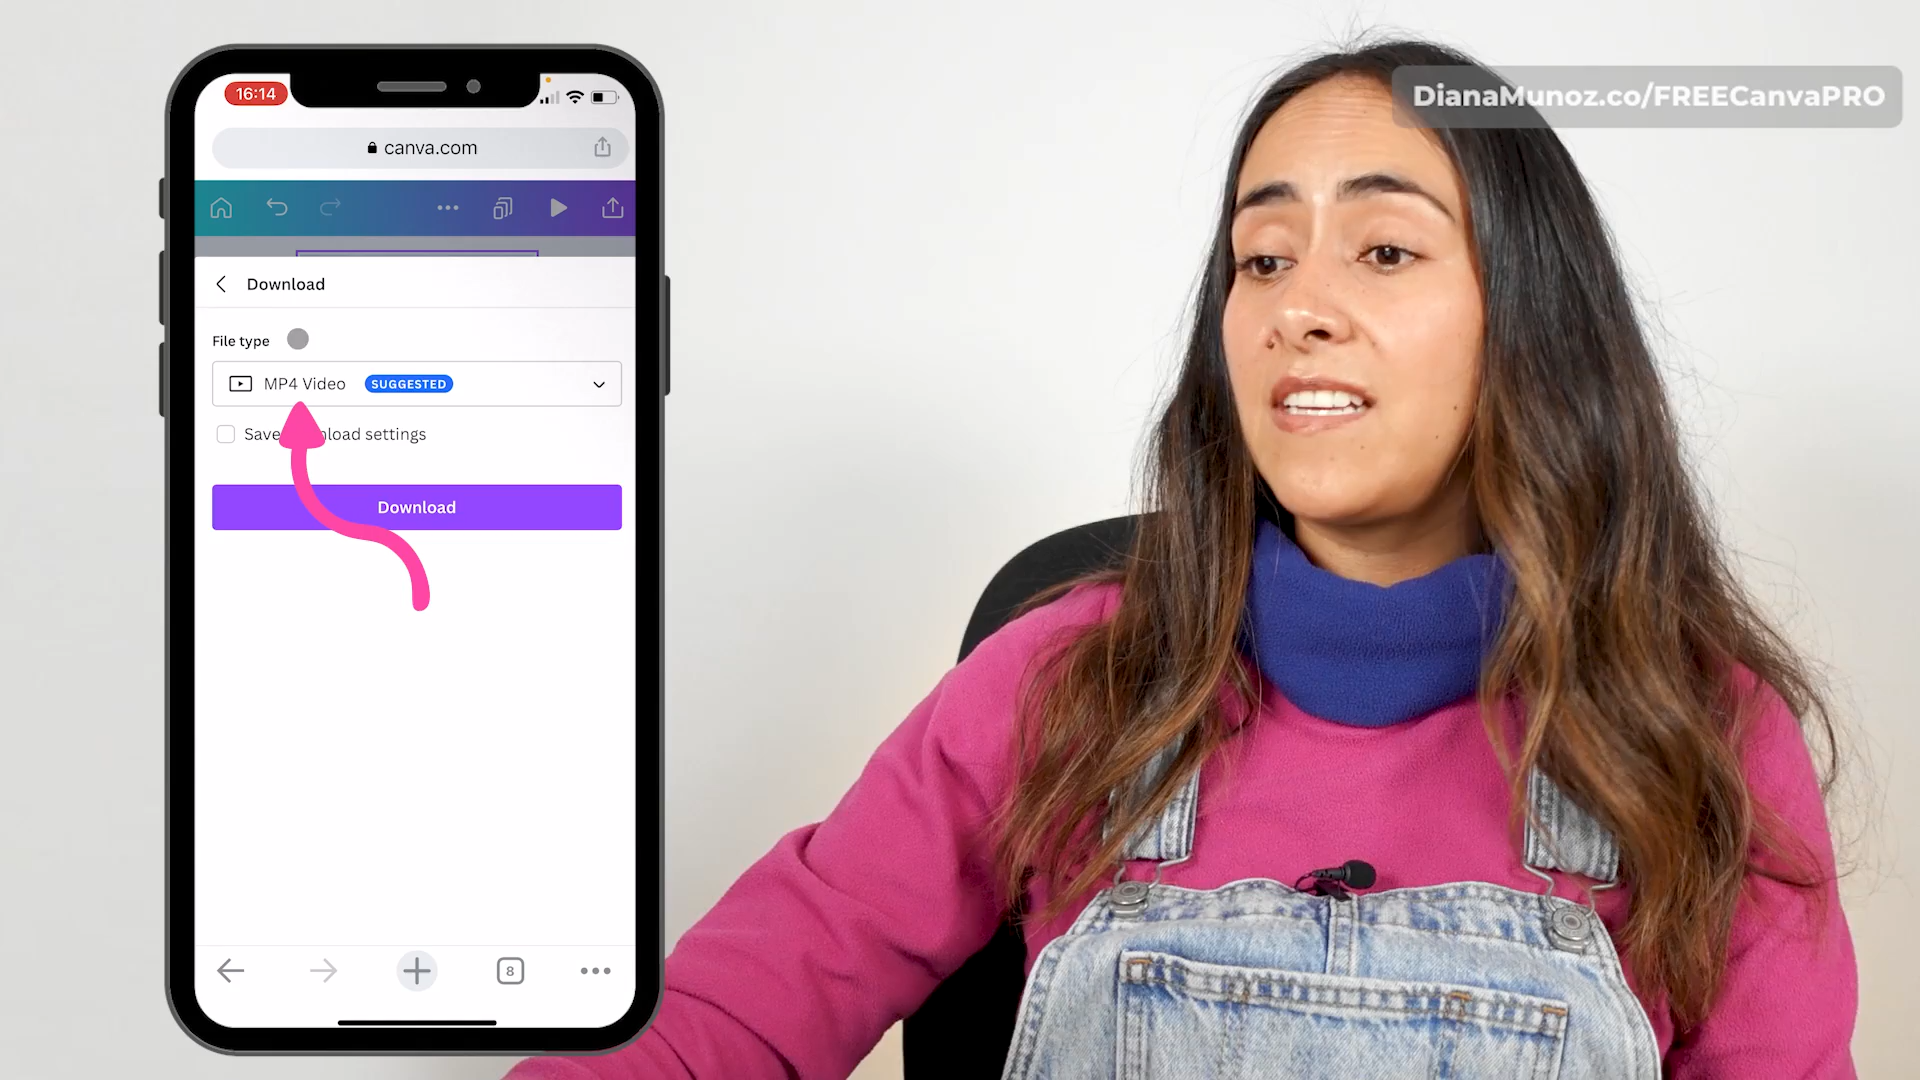 16:14
canva.com
Download
File type
MP4 Video SUGGESTED
Save load settings
Download
8
DianaMunoz.co/FREECanvaPRO